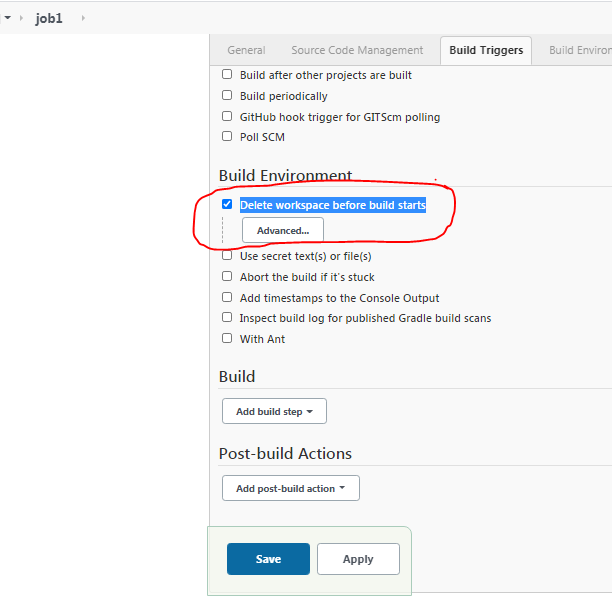 job1
General Source Code Management Build Triggers Build Environ
Build after other projects are built
Build periodically
GitHub hook trigger for GITScm polling
Poll SCM
Build Environment
Delete workspace before build starts
Advanced...
Use secret text(s) or file(s)
Abort the build if it's stuck
Add timestamps to the Console Output
Inspect build log for published Gradle build scans
With Ant
Build
Add build step
Post-build Actions
Add post-build action
Save Apply